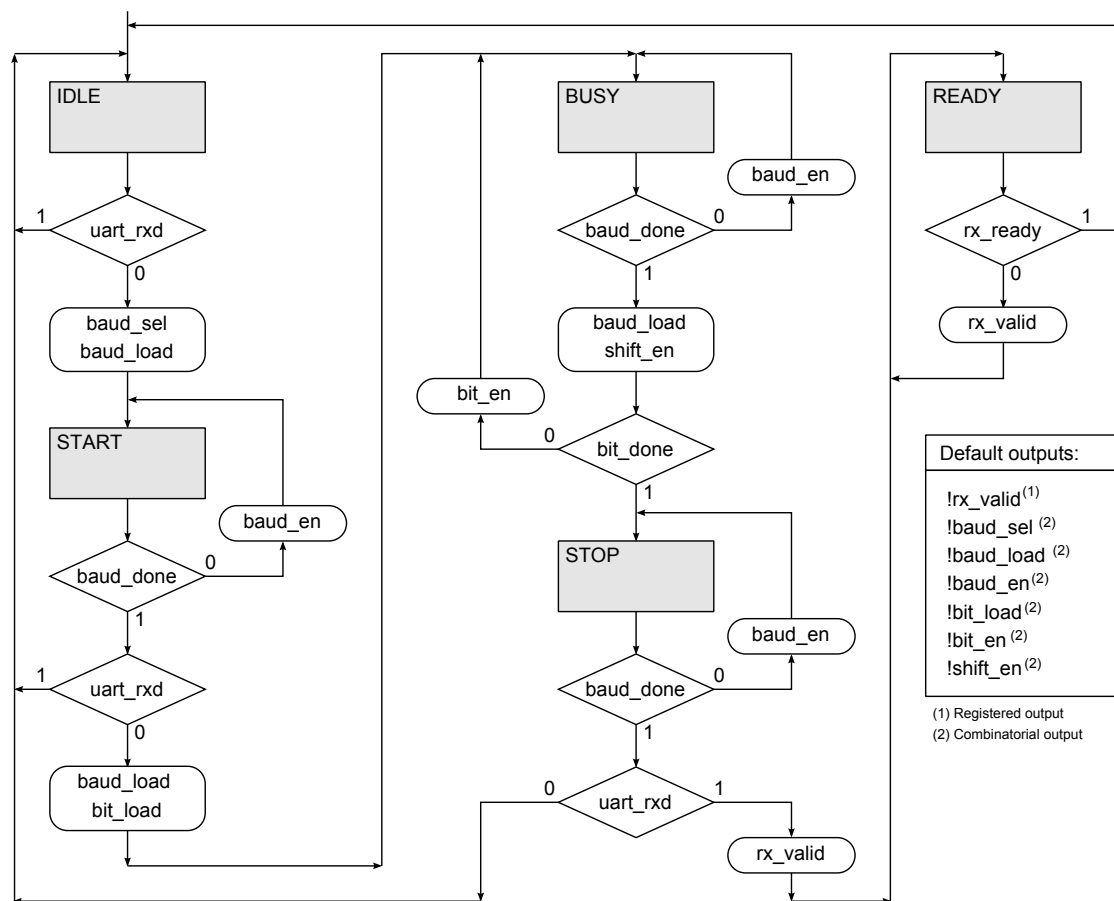 IDLE
1
uart_rxd
0
baud_sel
baud_load
START
baud_en
baud_done
0
1
1
uart_rxd
0
baud_load
bit_load
BUSY
baud_en
baud_done
0
1
baud_load
shift_en
bit_en
0
bit_done
1
STOP
baud_en
baud_done
0
1
0
uart_rxd
1
rx_valid
READY
rx_ready
1
0
rx_valid
Default outputs:
!rx_valid(1)
!baud_sel (2)
!baud_load (2)
!baud_en(2)
!bit_load(2)
!bit_en(2)
!shift_en(2)
(1) Registered output
(2) Combinatorial output